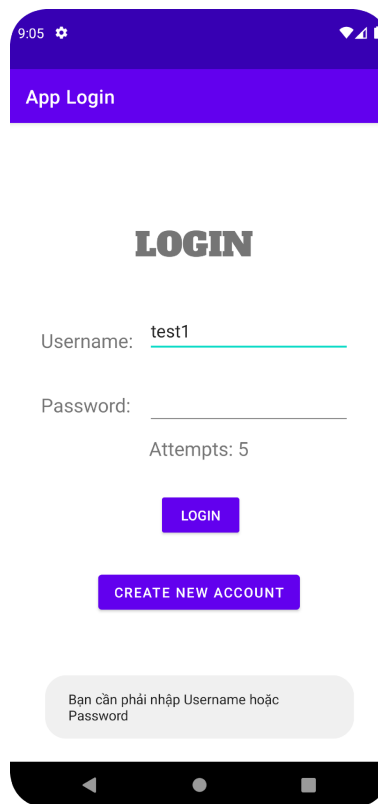 9:05
App Login
LOGIN
Username: test1
Password:
Attempts: 5
LOGIN
CREATE NEW ACCOUNT
Bạn cần phải nhập Username hoặc
Password